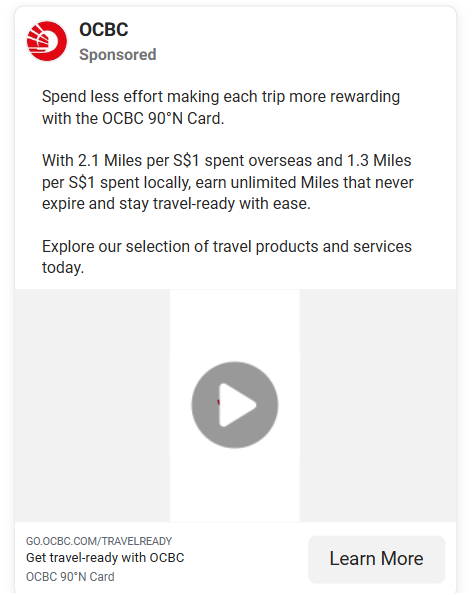 OCBC
Sponsored
Spend less effort making each trip more rewarding
with the OCBC 90°N Card.
With 2.1 Miles per S$1 spent overseas and 1.3 Miles
per S$1 spent locally, earn unlimited Miles that never
expire and stay travel-ready with ease.
Explore our selection of travel products and services
today.
GO.OCBC.COM/TRAVELREADY
Get travel-ready with OCBC
OCBC 90°N Card
Learn More